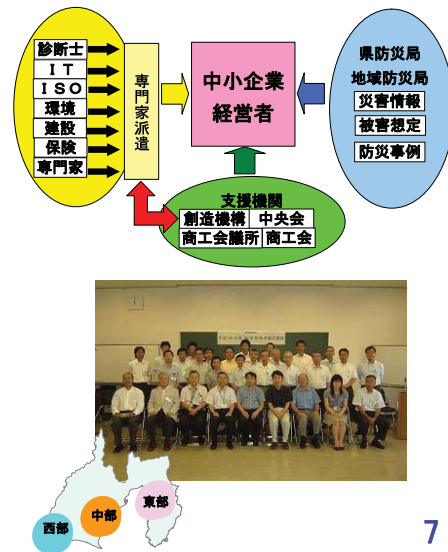 診断士
ＩＴ
ＩＳＯ
環境
建設
保険
専門家
専門家派遣
中小企業
経営者
県防災局
地域防災局
災害情報
被害想定
防災事例
支援機関
創造機構 中央会
商工会議所 商工会
西部
中部
東部
7